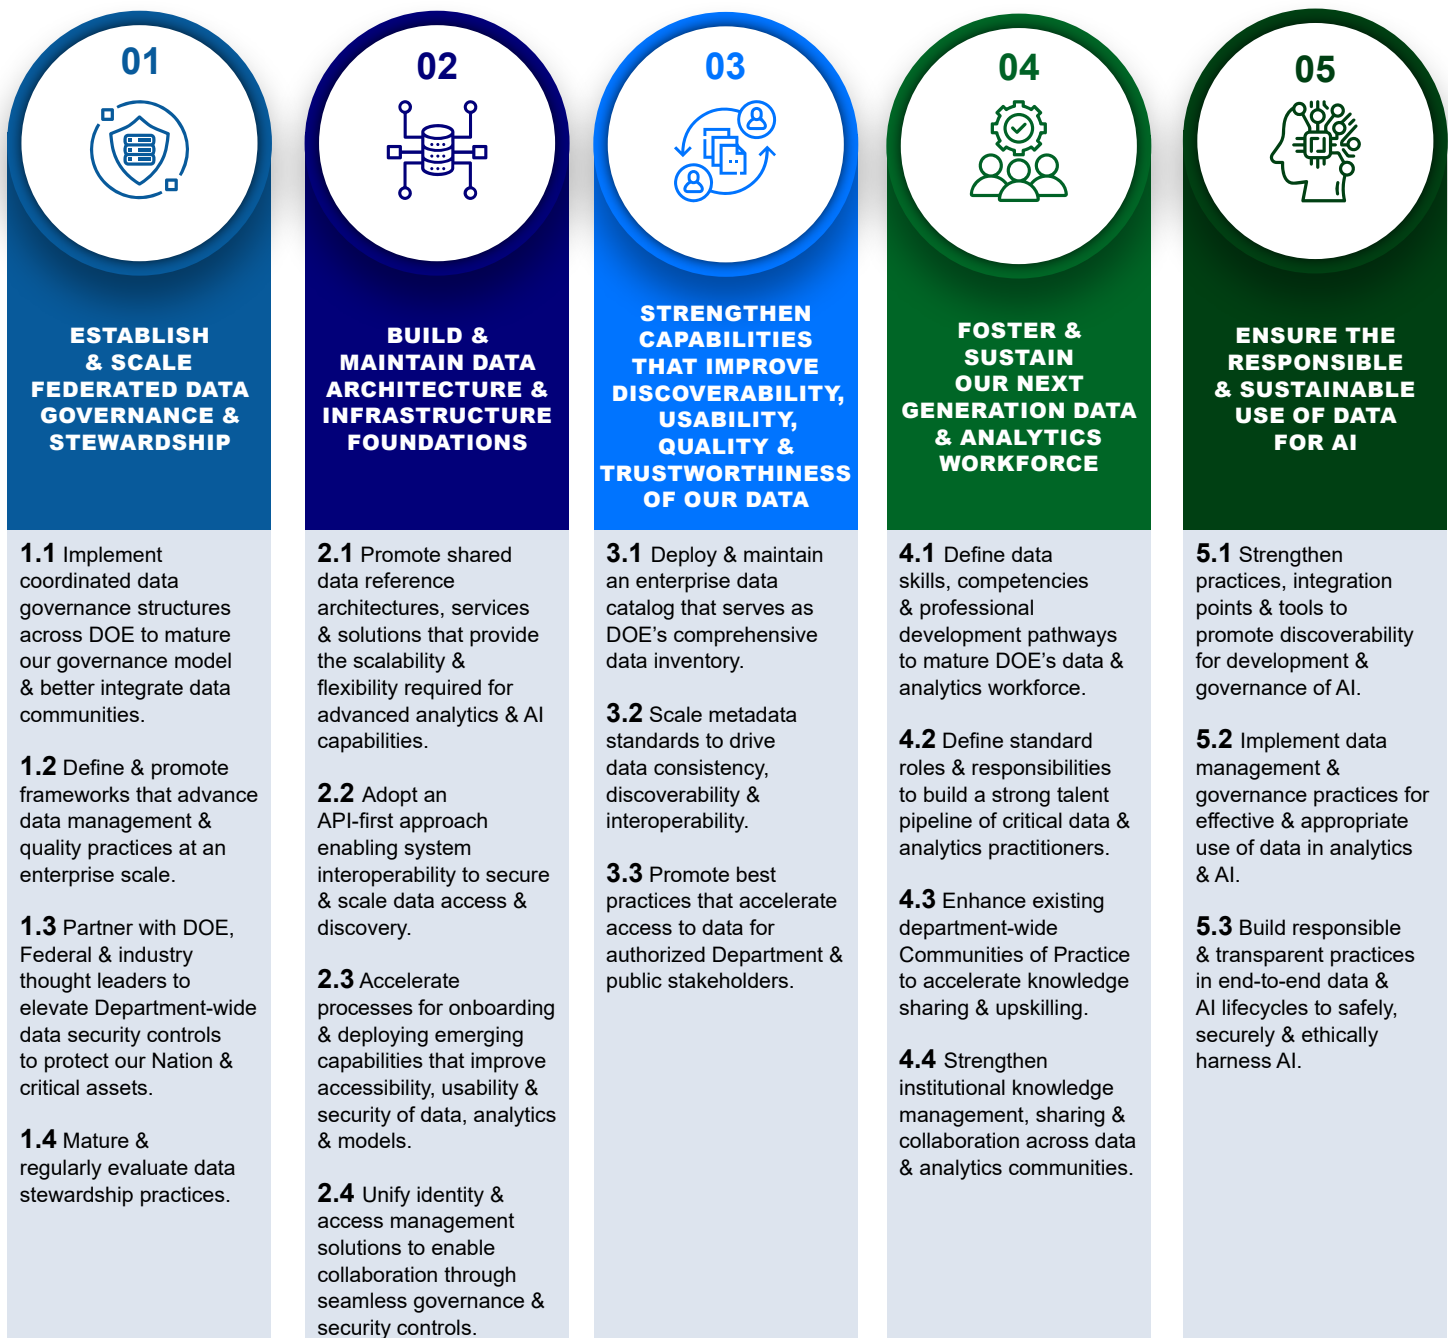 01
ESTABLISH
& SCALE
FEDERATED DATA
GOVERNANCE &
STEWARDSHIP
1.1 Implement
coordinated data
governance structures
across DOE to mature
our governance model
& better integrate data
communities.
1.2 Define & promote
frameworks that advance
data management &
quality practices at an
enterprise scale.
1.3 Partner with DOE,
Federal & industry
thought leaders to
elevate Department-wide
data security controls
to protect our Nation &
critical assets.
1.4 Mature &
regularly evaluate data
stewardship practices.
02
BUILD &
MAINTAIN DATA
ARCHITECTURE &
INFRASTRUCTURE
FOUNDATIONS
2.1 Promote shared
data reference
architectures, services
& solutions that provide
the scalability &
flexibility required for
advanced analytics & AI
capabilities.
2.2 Adopt an
API-first approach
enabling system
interoperability to secure
& scale data access &
discovery.
2.3 Accelerate
processes for onboarding
& deploying emerging
capabilities that improve
accessibility, usability &
security of data, analytics
& models.
2.4 Unify identity &
access management
solutions to enable
collaboration through
seamless governance &
security controls.
03
STRENGTHEN
CAPABILITIES
THAT IMPROVE
DISCOVERABILITY,
USABILITY,
QUALITY &
TRUSTWORTHINESS
OF OUR DATA
3.1 Deploy & maintain
an enterprise data
catalog that serves as
DOE's comprehensive
data inventory.
3.2 Scale metadata
standards to drive
data consistency,
discoverability &
interoperability.
3.3 Promote best
practices that accelerate
access to data for
authorized Department &
public stakeholders.
04
FOSTER &
SUSTAIN
OUR NEXT
GENERATION DATA
& ANALYTICS
WORKFORCE
4.1 Define data
skills, competencies
& professional
development pathways
to mature DOE's data &
analytics workforce.
4.2 Define standard
roles & responsibilities
to build a strong talent
pipeline of critical data &
analytics practitioners.
4.3 Enhance existing
department-wide
Communities of Practice
to accelerate knowledge
sharing & upskilling.
4.4 Strengthen
institutional knowledge
management, sharing &
collaboration across data
& analytics communities.
05
ENSURE THE
RESPONSIBLE
& SUSTAINABLE
USE OF DATA
FOR AI
5.1 Strengthen
practices, integration
points & tools to
promote discoverability
for development &
governance of AI.
5.2 Implement data
management &
governance practices for
effective & appropriate
use of data in analytics
& AI.
5.3 Build responsible
& transparent practices
in end-to-end data &
AI lifecycles to safely,
securely & ethically
harness AI.